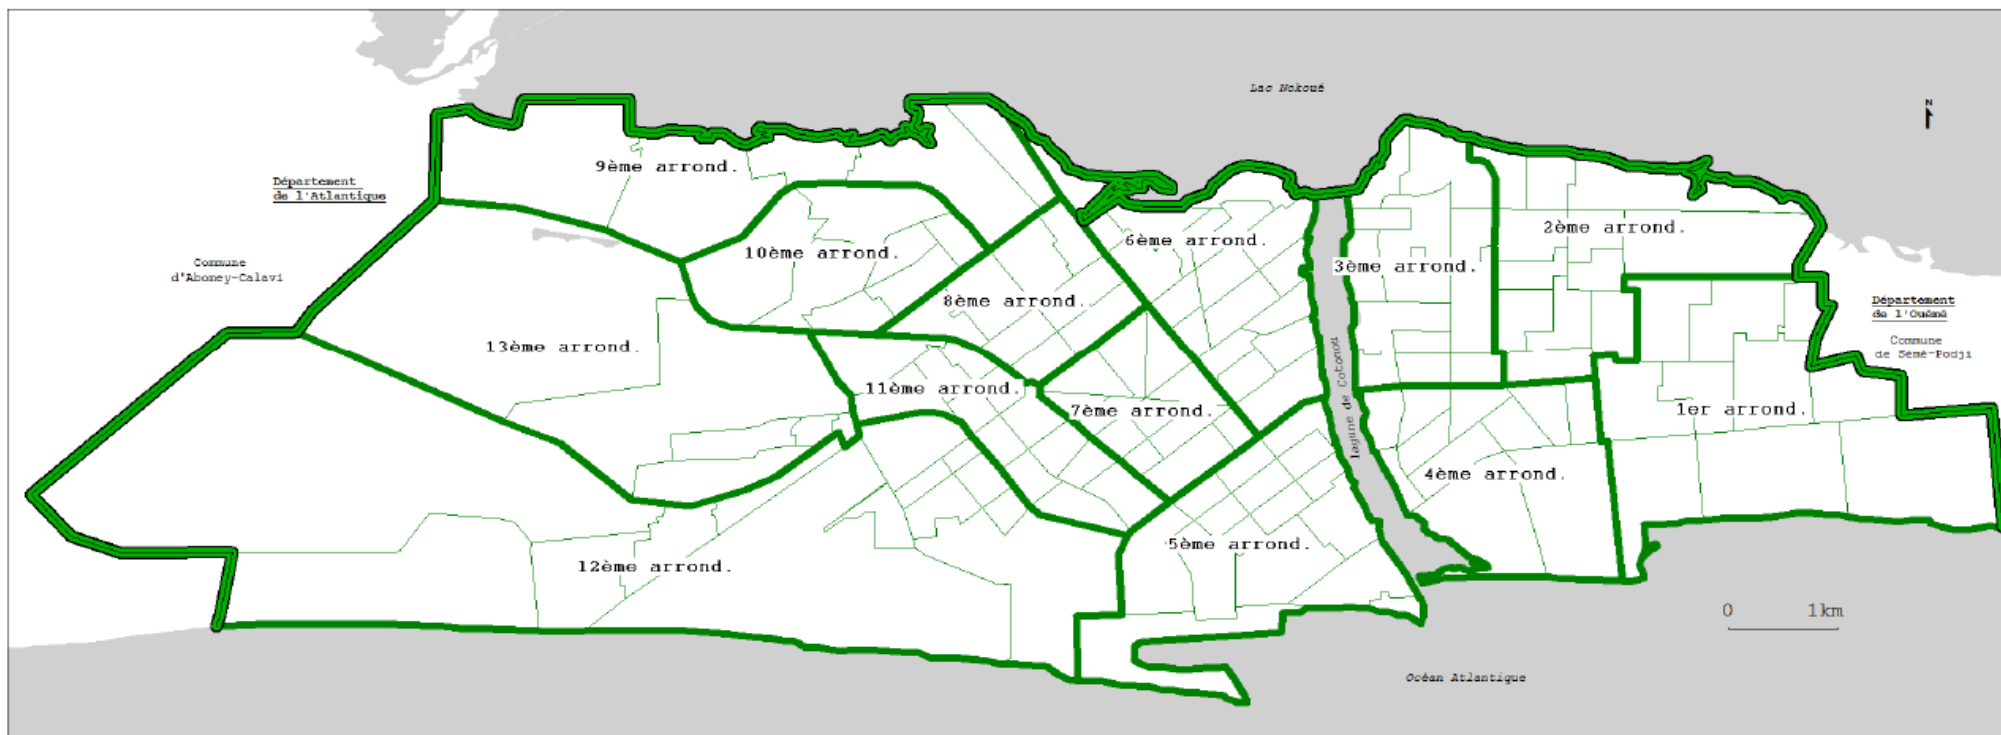 Lac Nokoué
N
9ème arrond.
Département
de l'Atlantique
2ème arrond.
6ème arrond.
10ème arrond.
Commune
d'Abomey-Calavi
3ème arrond.
8ème arrond.
Département
de l'Ouémé
Commune
de Sèmè-Podji
13ème arrond.
11ème arrond.
lagune de Cotonou
7ème arrond.
1er arrond.
4ème arrond.
5ème arrond.
12ème arrond.
0 1km
Océan Atlantique